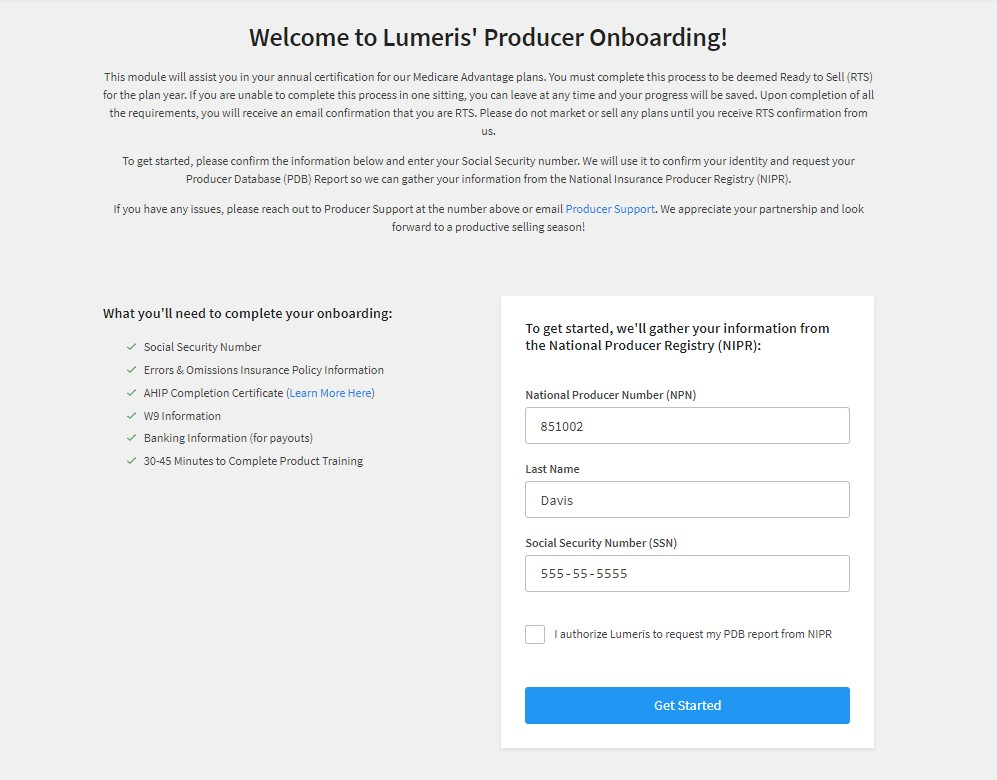 Welcome to Lumeris' Producer Onboarding!
This module will assist you in your annual certification for our Medicare Advantage plans. You must complete this process to be deemed Ready to Sell (RTS)
for the plan year. If you are unable to complete this process in one sitting, you can leave at any time and your progress will be saved. Upon completion of all
the requirements, you will receive an email confirmation that you are RTS. Please do not market or sell any plans until you receive RTS confirmation from
us.
To get started, please confirm the information below and enter your Social Security number. We will use it to confirm your identity and request your
Producer Database (PDB) Report so we can gather your information from the National Insurance Producer Registry (NIPR).
If you have any issues, please reach out to Producer Support at the number above or email Producer Support. We appreciate your partnership and look
forward to a productive selling season!
What you'll need to complete your onboarding:
Social Security Number
Errors & Omissions Insurance Policy Information
AHIP Completion Certificate (Learn More Here)
W9 Information
Banking Information (for payouts)
30-45 Minutes to Complete Product Training
To get started, we'll gather your information from
the National Producer Registry (NIPR):
National Producer Number (NPN)
851002
Last Name
Davis
Social Security Number (SSN)
555-55-5555
I authorize Lumeris to request my PDB report from NIPR
Get Started